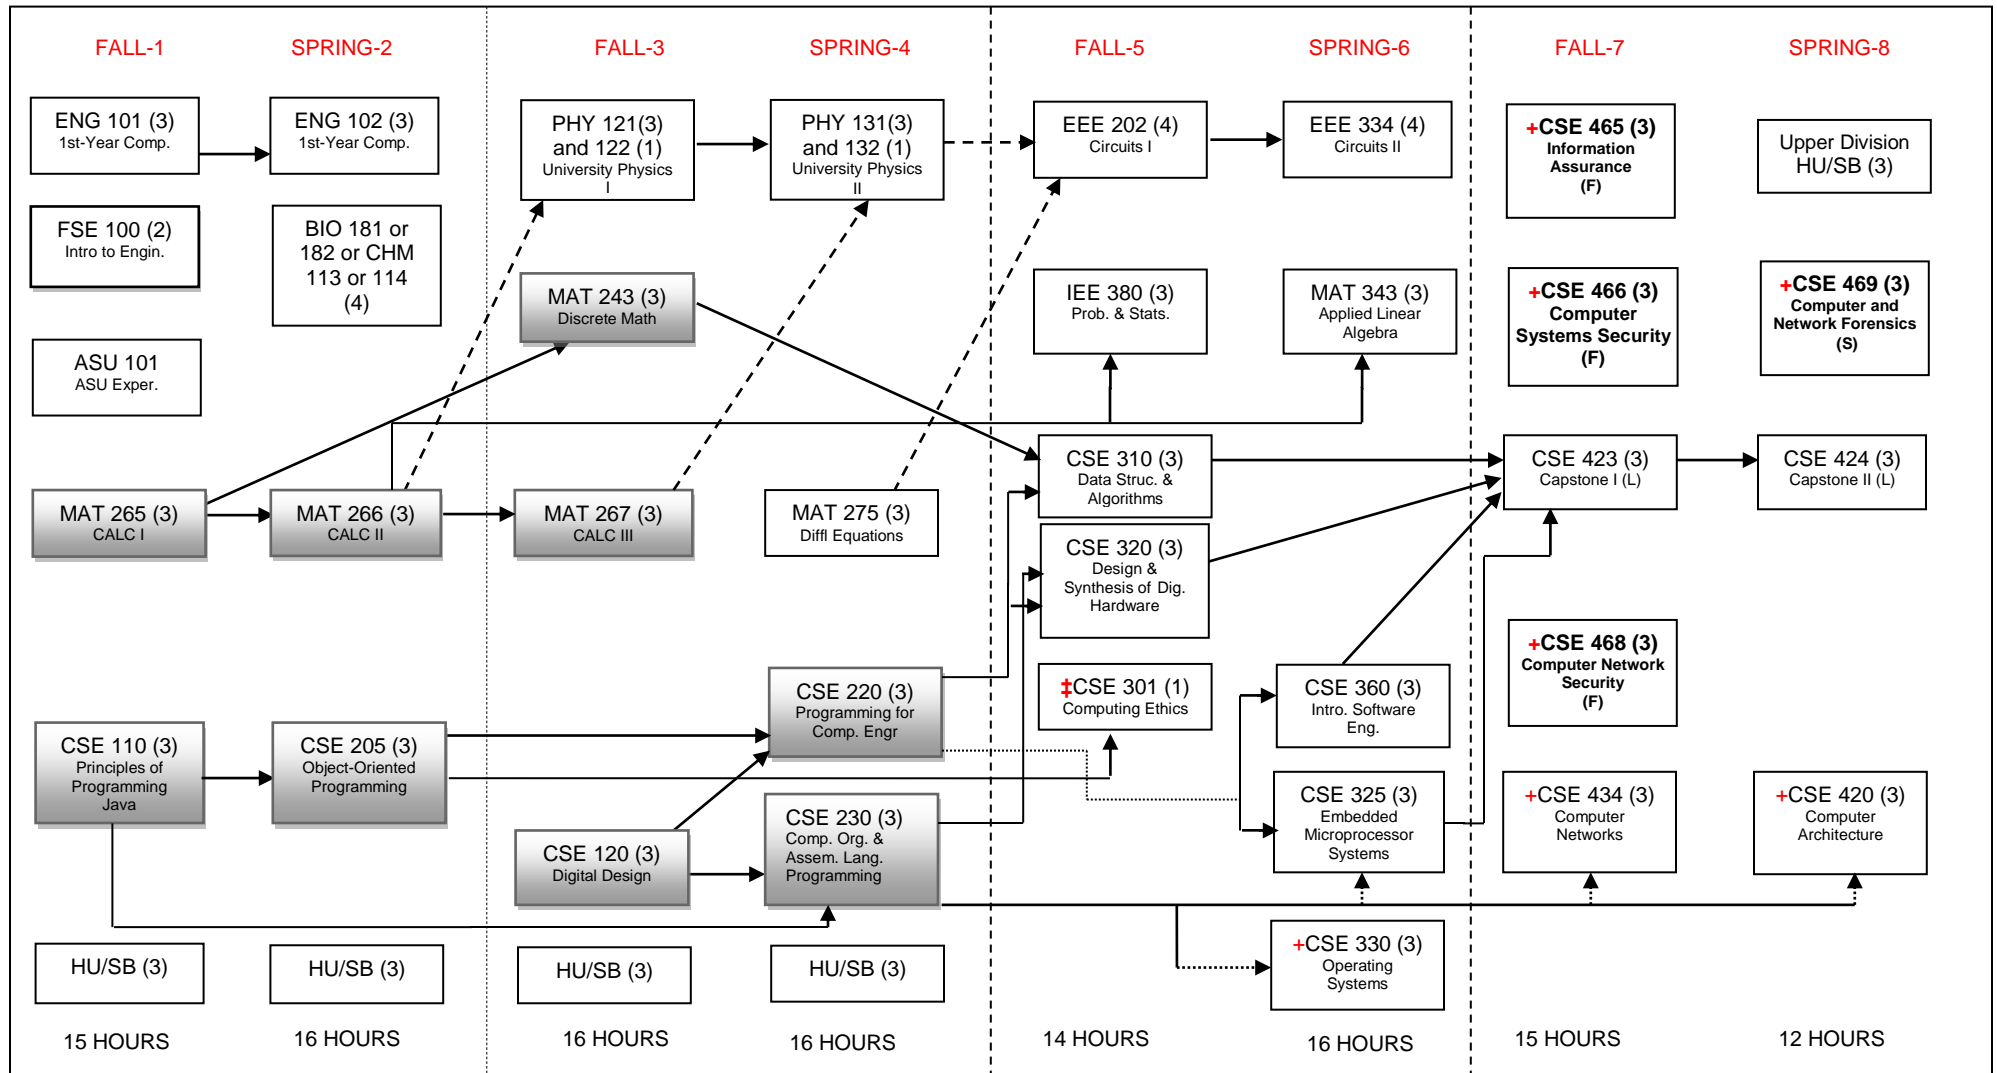 FALL-1
SPRING-2
FALL-3
SPRING-4
FALL-5
SPRING-6
FALL-7
SPRING-8
ENG 101 (3)
1st-Year Comp.
FSE 100 (2)
Intro to Engin.
ASU 101
ASU Exper.
MAT 265 (3)
CALC I
CSE 110 (3)
Principles of
Programming
Java
HU/SB (3)
15 HOURS
ENG 102 (3)
1st-Year Comp.
BIO 181 or
182 or CHM
113 or 114
(4)
MAT 266 (3)
CALC II
CSE 205 (3)
Object-Oriented
Programming
HU/SB (3)
16 HOURS
PHY 121(3)
and 122 (1)
University Physics
I
MAT 243 (3)
Discrete Math
MAT 267 (3)
CALC III
CSE 120 (3)
Digital Design
HU/SB (3)
16 HOURS
PHY 131(3)
and 132 (1)
University Physics
II
MAT 275 (3)
Diffl Equations
CSE 220 (3)
Programming for
Comp. Engr
CSE 230 (3)
Comp. Org. &
Assem. Lang.
Programming
HU/SB (3)
16 HOURS
EEE 202 (4)
Circuits I
IEE 380 (3)
Prob. & Stats.
CSE 310 (3)
Data Struc. &
Algorithms
CSE 320 (3)
Design &
Synthesis of Dig.
Hardware
‡CSE 301 (1)
Computing Ethics
14 HOURS
EEE 334 (4)
Circuits II
MAT 343 (3)
Applied Linear
Algebra
CSE 360 (3)
Intro. Software
Eng.
CSE 325 (3)
Embedded
Microprocessor
Systems
+CSE 330 (3)
Operating
Systems
16 HOURS
+CSE 465 (3)
Information
Assurance
(F)
+CSE 466 (3)
Computer
Systems Security
(F)
CSE 423 (3)
Capstone I (L)
+CSE 468 (3)
Computer Network
Security
(F)
+CSE 434 (3)
Computer
Networks
15 HOURS
Upper Division
HU/SB (3)
+CSE 469 (3)
Computer and
Network Forensics
(S)
CSE 424 (3)
Capstone II (L)
+CSE 420 (3)
Computer
Architecture
12 HOURS